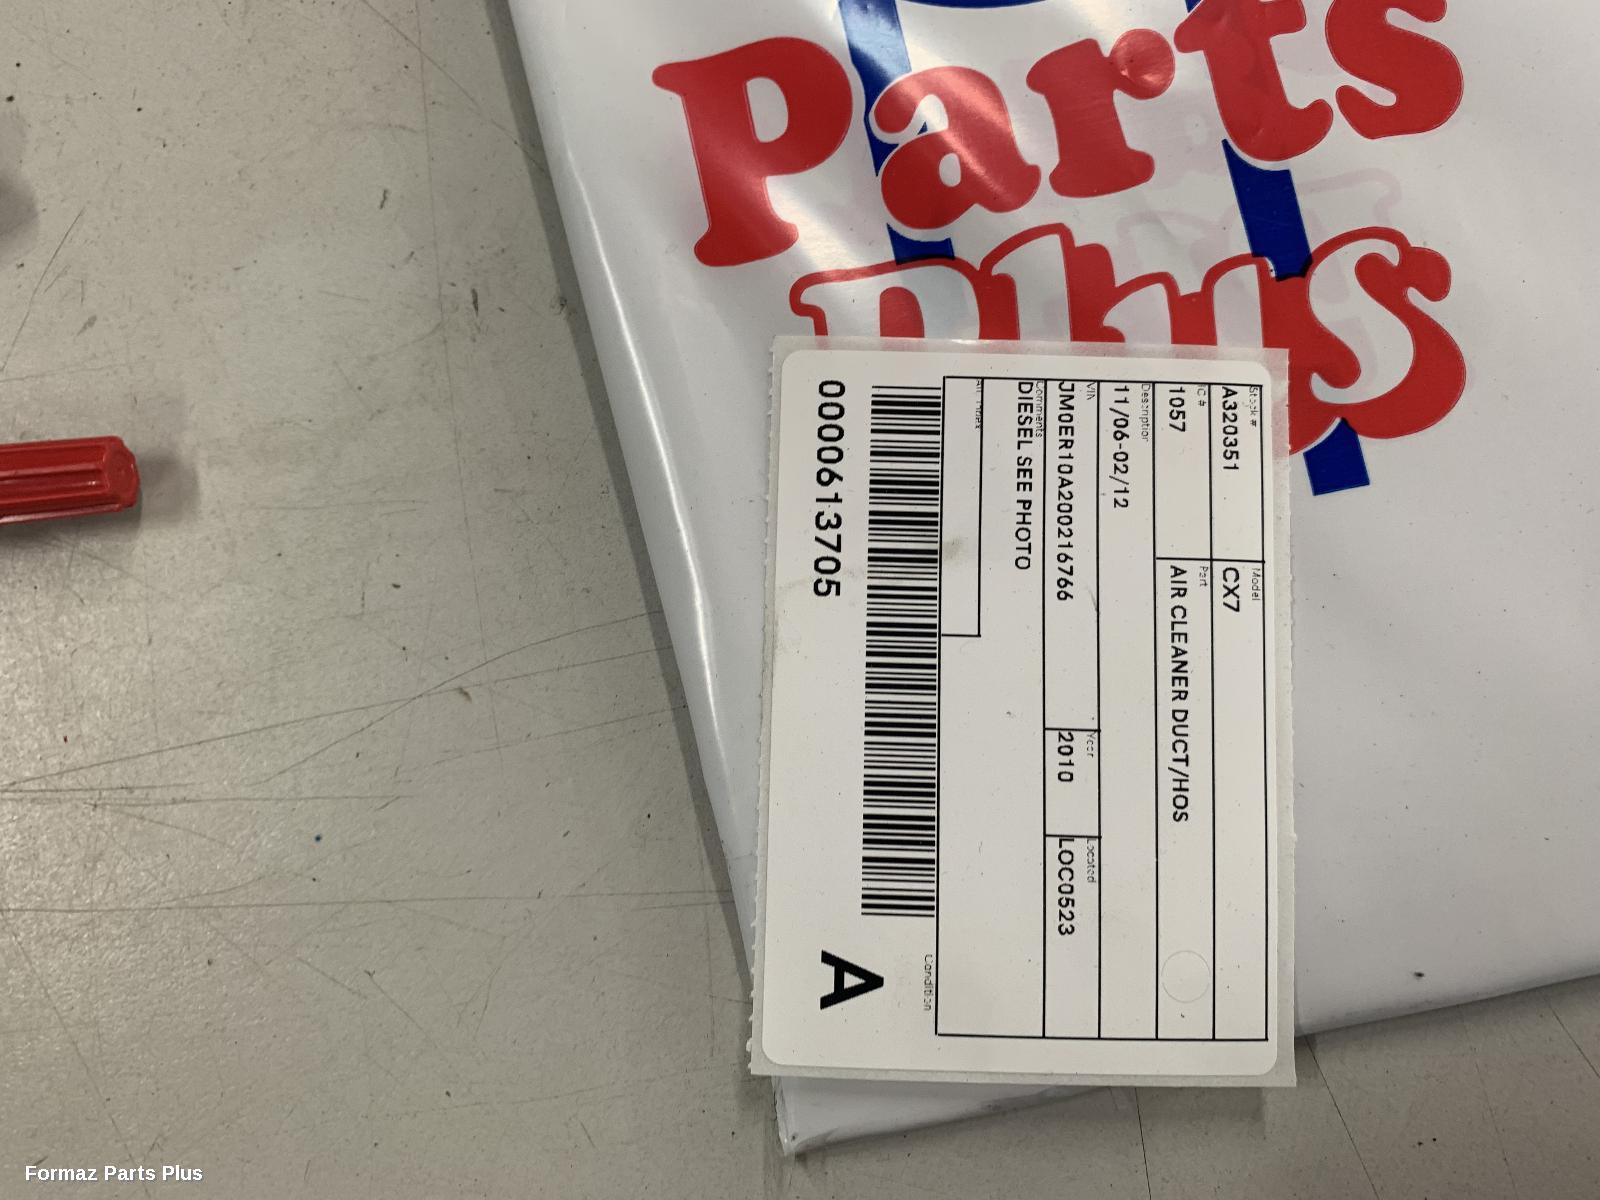 Parts
Plus
Stock #
A320351
Model
CX7
IC #
1057
Part
AIR CLEANER DUCT/HOS
Description
11/06-02/12
VIN
JM0ER10A200216766
Year
2010
Located
LOC0523
Comments
DIESEL SEE PHOTO
Condition
0000613705
A
Formaz Parts Plus